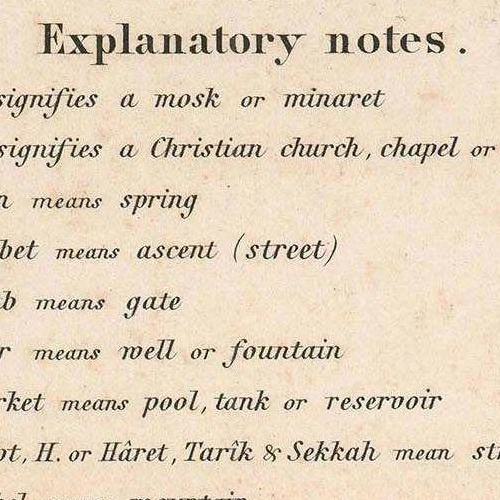 Explanatory notes.
signifies a mosk or minaret
signifies a Christian church, chapel or
means spring
bet means ascent (street)
b means gate
r means well or fountain
rket means pool, tank or reservoir
ot, H. or Hâret, Tarîk & Sekkah mean st
mountain